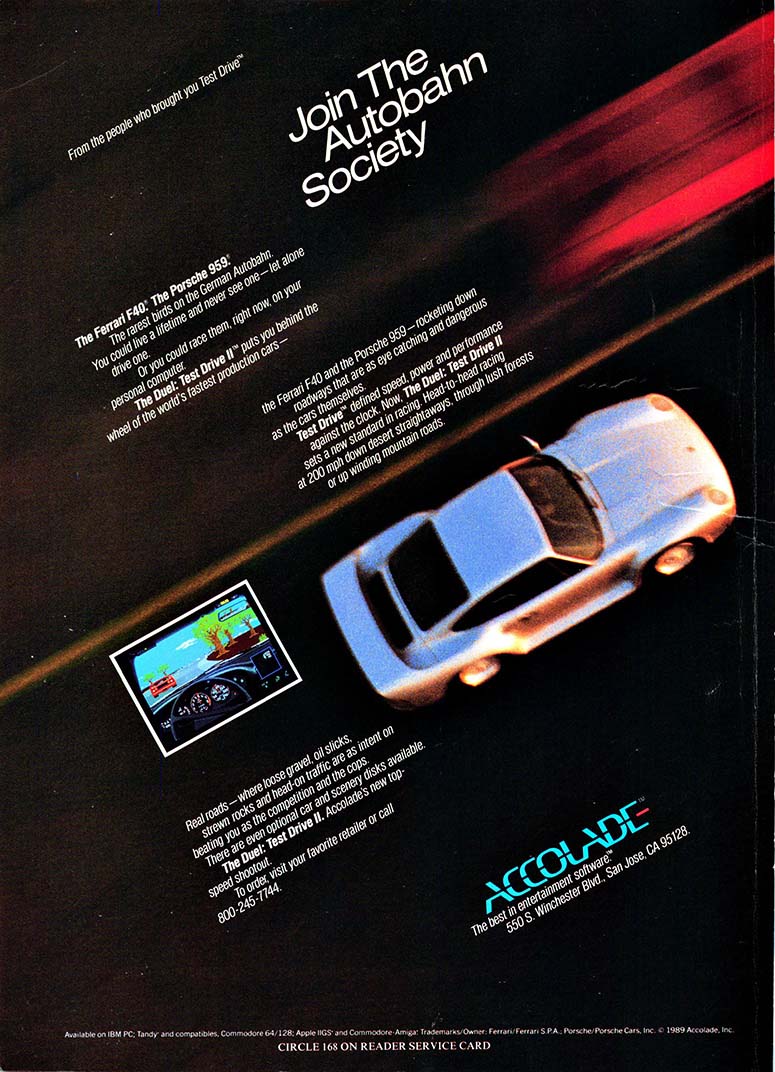 From the people who brought you Test Drive™
Join The
Autobahn
Society
The Ferrari F40.® The Porsche 959.®
The rarest birds on the German Autobahn.
You could live a lifetime and never see one—let alone
drive one.
Or you could race them, right now, on your
personal computer.
The Duel: Test Drive II™ puts you behind the
wheel of the world's fastest production cars—
the Ferrari F40 and the Porsche 959—rocketing down
roadways that are as eye catching and dangerous
as the cars themselves.
Test Drive™ defined speed, power and performance
against the clock. Now, The Duel: Test Drive II
sets a new standard in racing. Head-to-head racing
at 200 mph down desert straightaways, through lush forests
or up winding mountain roads.
Real roads—where loose gravel, oil slicks,
strewn rocks and head-on traffic are as intent on
beating you as the competition and the cops.
There are even optional car and scenery disks available.
The Duel: Test Drive II. Accolade's new top-
speed shootout.
To order, visit your favorite retailer or call
800-245-7744.
ACCOLADE™
The best in entertainment software.™
550 S. Winchester Blvd., San Jose, CA 95128.
Available on IBM PC; Tandy® and compatibles, Commodore 64/128; Apple IIGS® and Commodore-Amiga. Trademarks/Owner: Ferrari/Ferrari S.P.A.; Porsche/Porsche Cars, Inc. © 1989 Accolade, Inc.
CIRCLE 168 ON READER SERVICE CARD